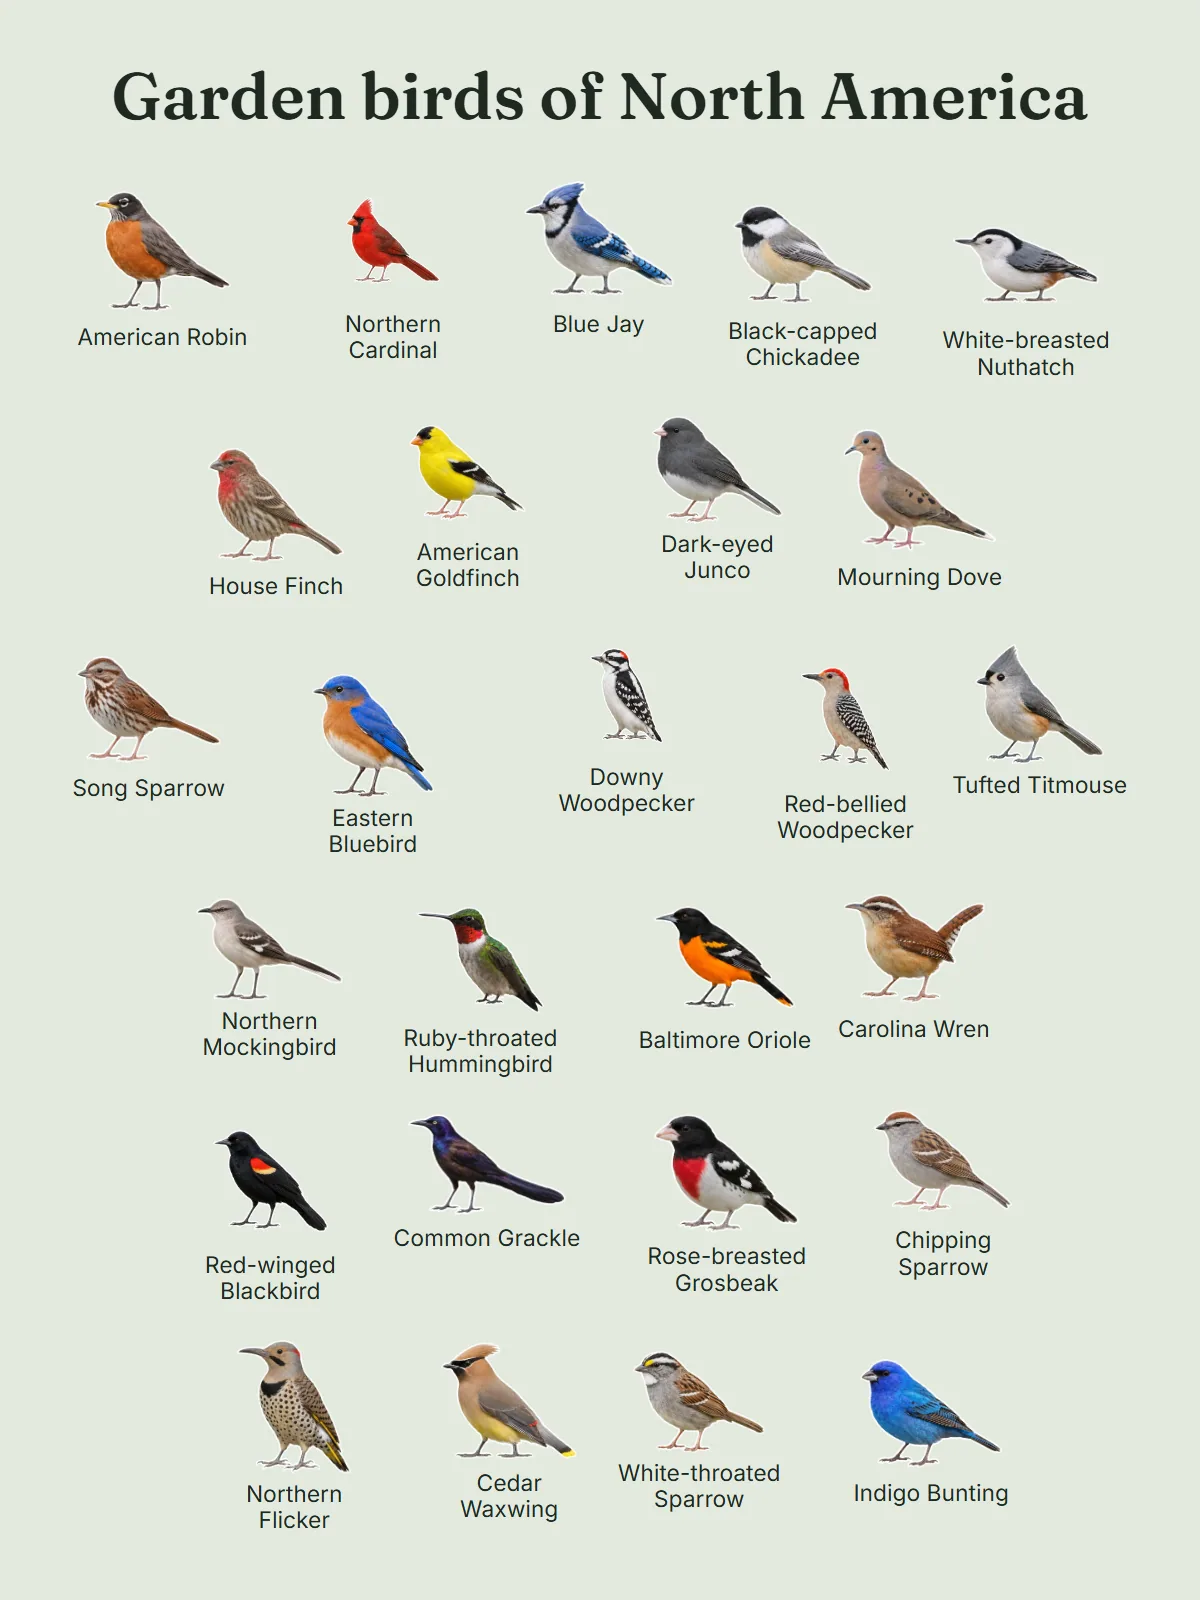 Garden birds of North America
American Robin
Northern
Cardinal
Blue Jay
Black-capped
Chickadee
White-breasted
Nuthatch
House Finch
American
Goldfinch
Dark-eyed
Junco
Mourning Dove
Song Sparrow
Eastern
Bluebird
Downy
Woodpecker
Red-bellied
Woodpecker
Tufted Titmouse
Northern
Mockingbird
Ruby-throated
Hummingbird
Baltimore Oriole
Carolina Wren
Red-winged
Blackbird
Common Grackle
Rose-breasted
Grosbeak
Chipping
Sparrow
Northern
Flicker
Cedar
Waxwing
White-throated
Sparrow
Indigo Bunting